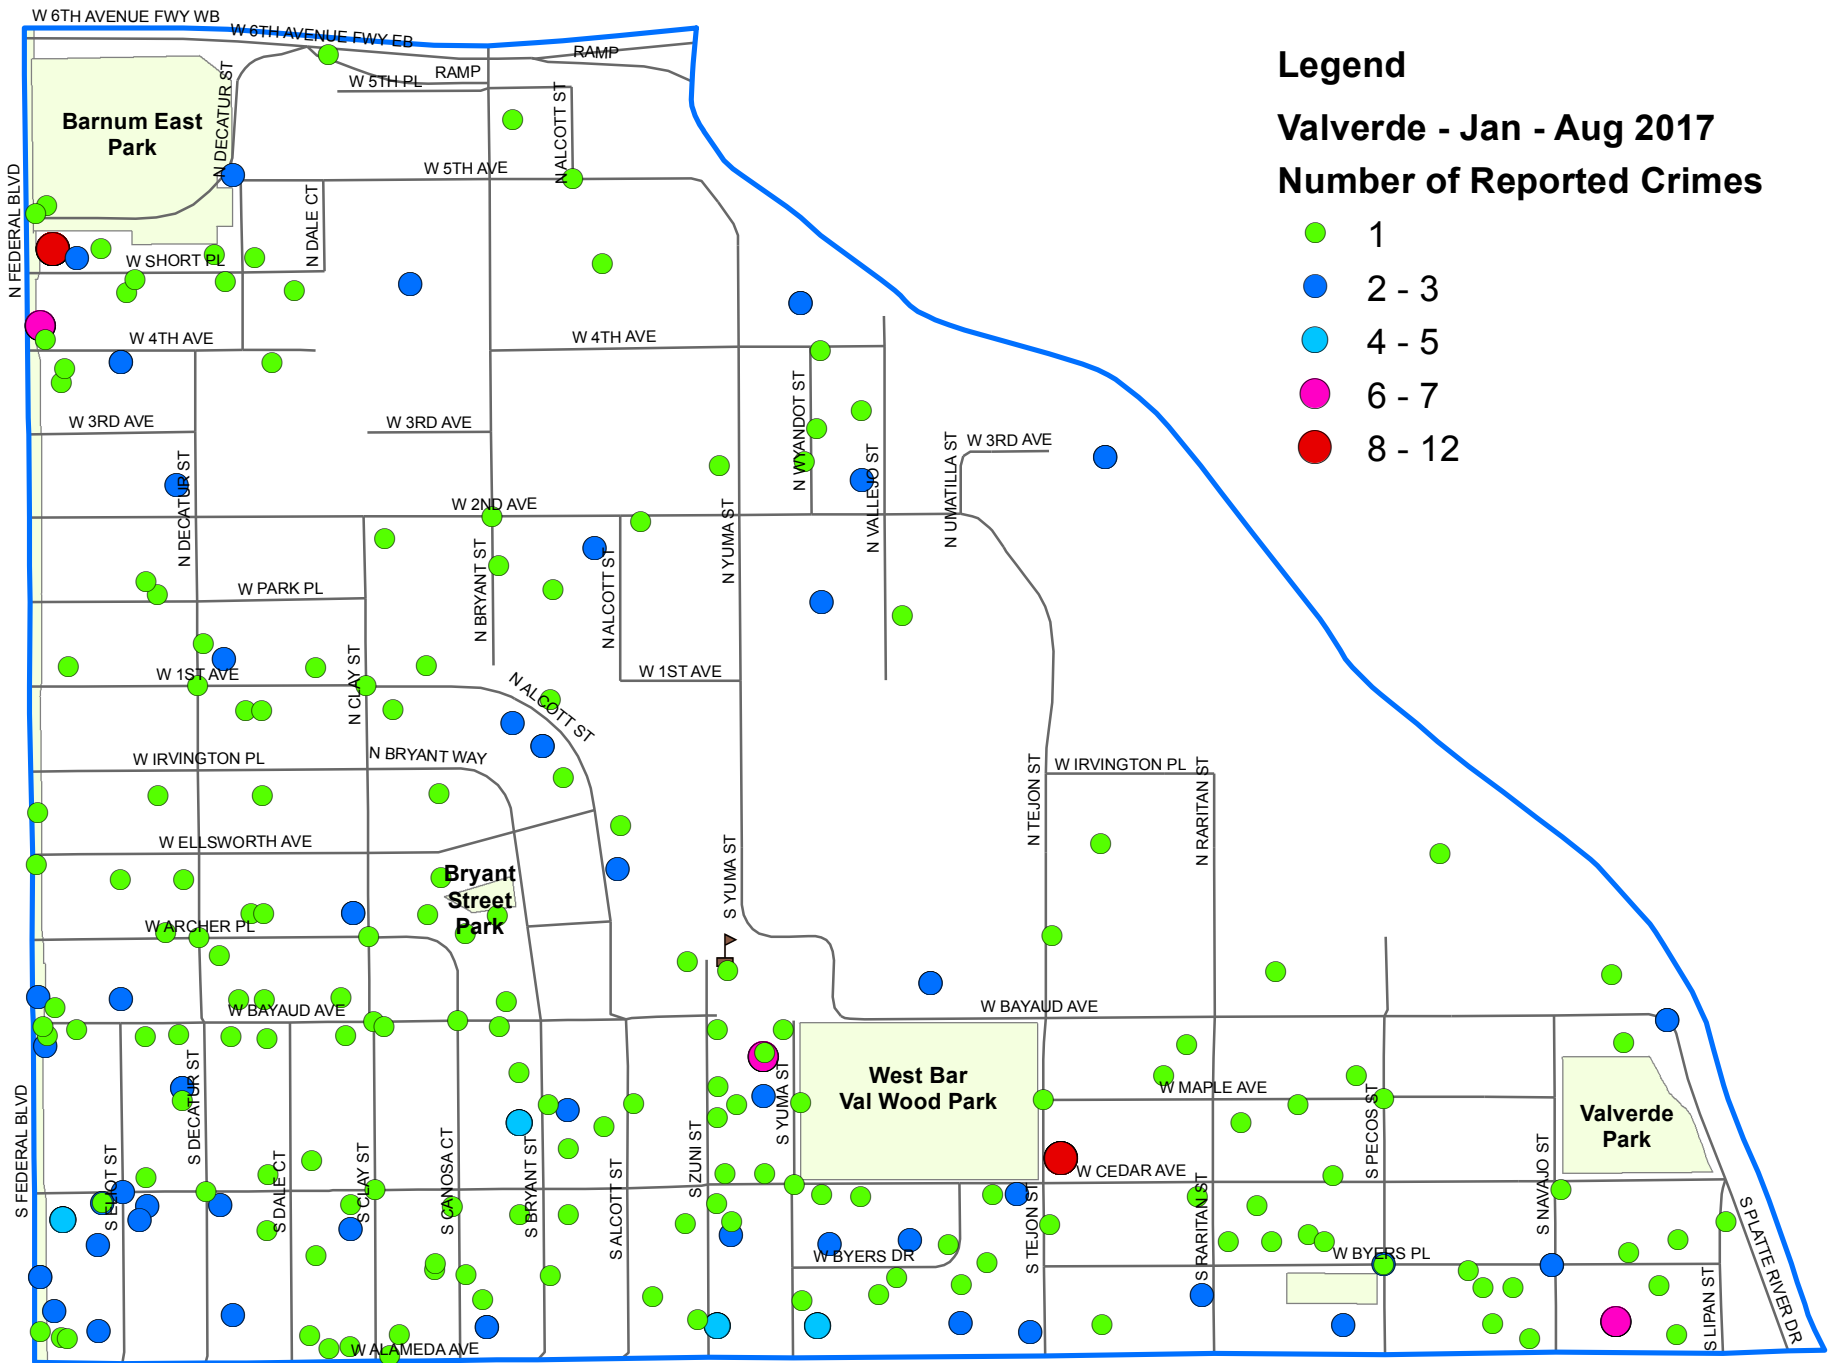 W 6TH AVENUE FWY WB
W 6TH AVENUE FWY EB
RAMP
RAMP
W 5TH PL
Legend
Valverde - Jan - Aug 2017
Number of Reported Crimes
1
2 - 3
4 - 5
6 - 7
8 - 12
Barnum East
Park
N DECATUR ST
N ALCOTT ST
W 5TH AVE
N FEDERAL BLVD
N DALE CT
W SHORT PL
W 4TH AVE
W 4TH AVE
W 3RD AVE
W 3RD AVE
N WYANDOT ST
W 3RD AVE
N DECATUR ST
N VALLEJO ST
N UMATILLA ST
W 2ND AVE
N YUMA ST
N BRYANT ST
N ALCOTT ST
W PARK PL
W 1ST AVE
W 1ST AVE
N CLAY ST
N ALCOTT ST
W IRVINGTON PL
N BRYANT WAY
W IRVINGTON PL
N TEJON ST
N RARITAN ST
W ELLSWORTH AVE
S YUMA ST
Bryant
Street
Park
W ARCHER PL
W BAYAUD AVE
W BAYAUD AVE
West Bar
Val Wood Park
W MAPLE AVE
Valverde
Park
S FEDERAL BLVD
S ELIOT ST
S DECATUR ST
S DALE CT
S CLAY ST
S CANOSA CT
S BRYANT ST
S ALCOTT ST
S ZUNI ST
S YUMA ST
W CEDAR AVE
S TEJON ST
S RARITAN ST
S PECOS ST
S NAVAJO ST
W BYERS DR
W BYERS PL
S LIPAN ST
S PLATTE RIVER DR
W ALAMEDA AVE